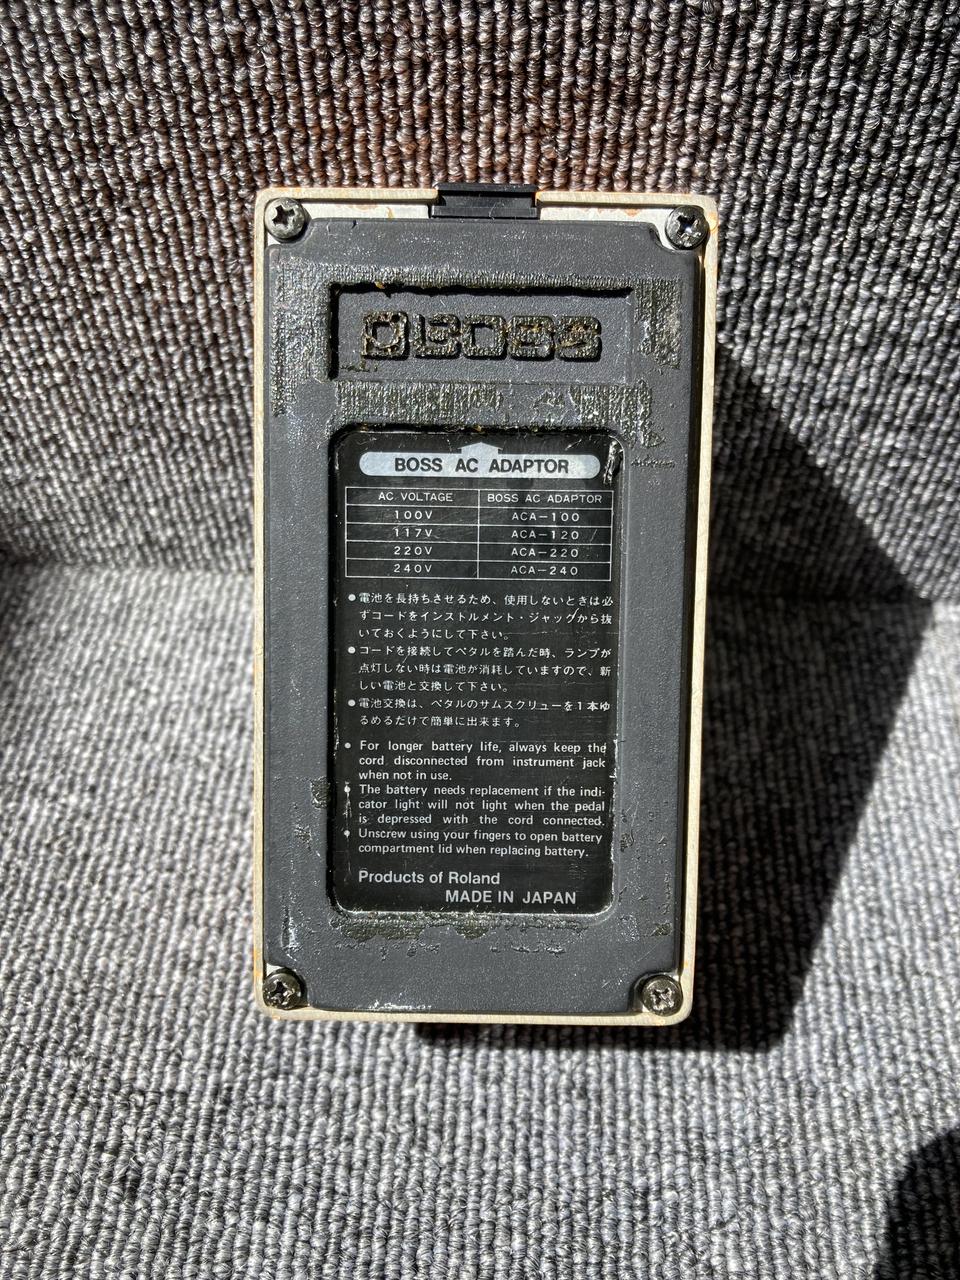 BOSS
BOSS AC ADAPTOR
AC VOLTAGE BOSS AC ADAPTOR
100V ACA-100
117V ACA-120
220V ACA-220
240V ACA-240
●電池を長持ちさせるため、使用しないときは必
ずコードをインストルメント・ジャックから抜
いておくようにして下さい。
●コードを接続してペタルを踏んだ時、ランプが
点灯しない時は電池が消耗していますので、新
しい電池と交換して下さい。
●電池交換は、ペタルのサムスクリューを1本ゆ
るめるだけで簡単に出来ます。
● For longer battery life, always keep the
cord disconnected from instrument jack
when not in use.
● The battery needs replacement if the indi-
cator light will not light when the pedal
is depressed with the cord connected.
● Unscrew using your fingers to open battery
compartment lid when replacing battery.
Products of Roland
MADE IN JAPAN